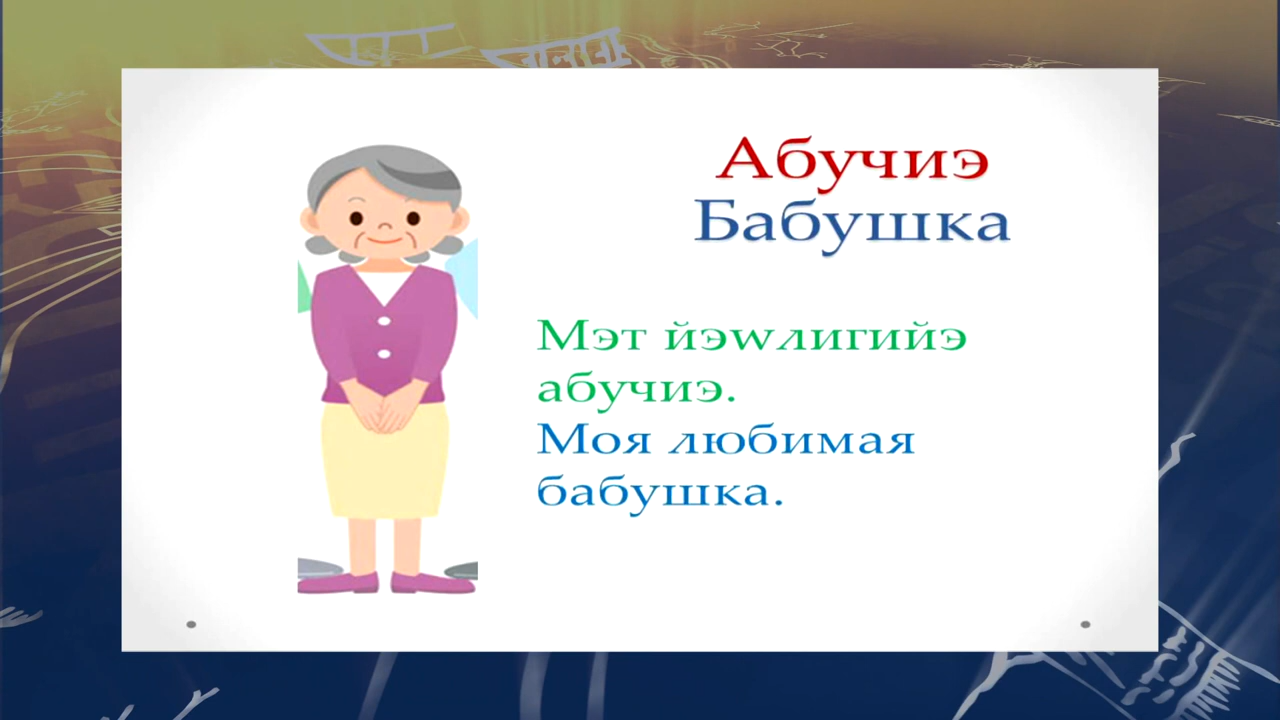 Абучиэ
Бабушка
Мэт йэwлигийэ
абучиэ.
Моя любимая
бабушка.